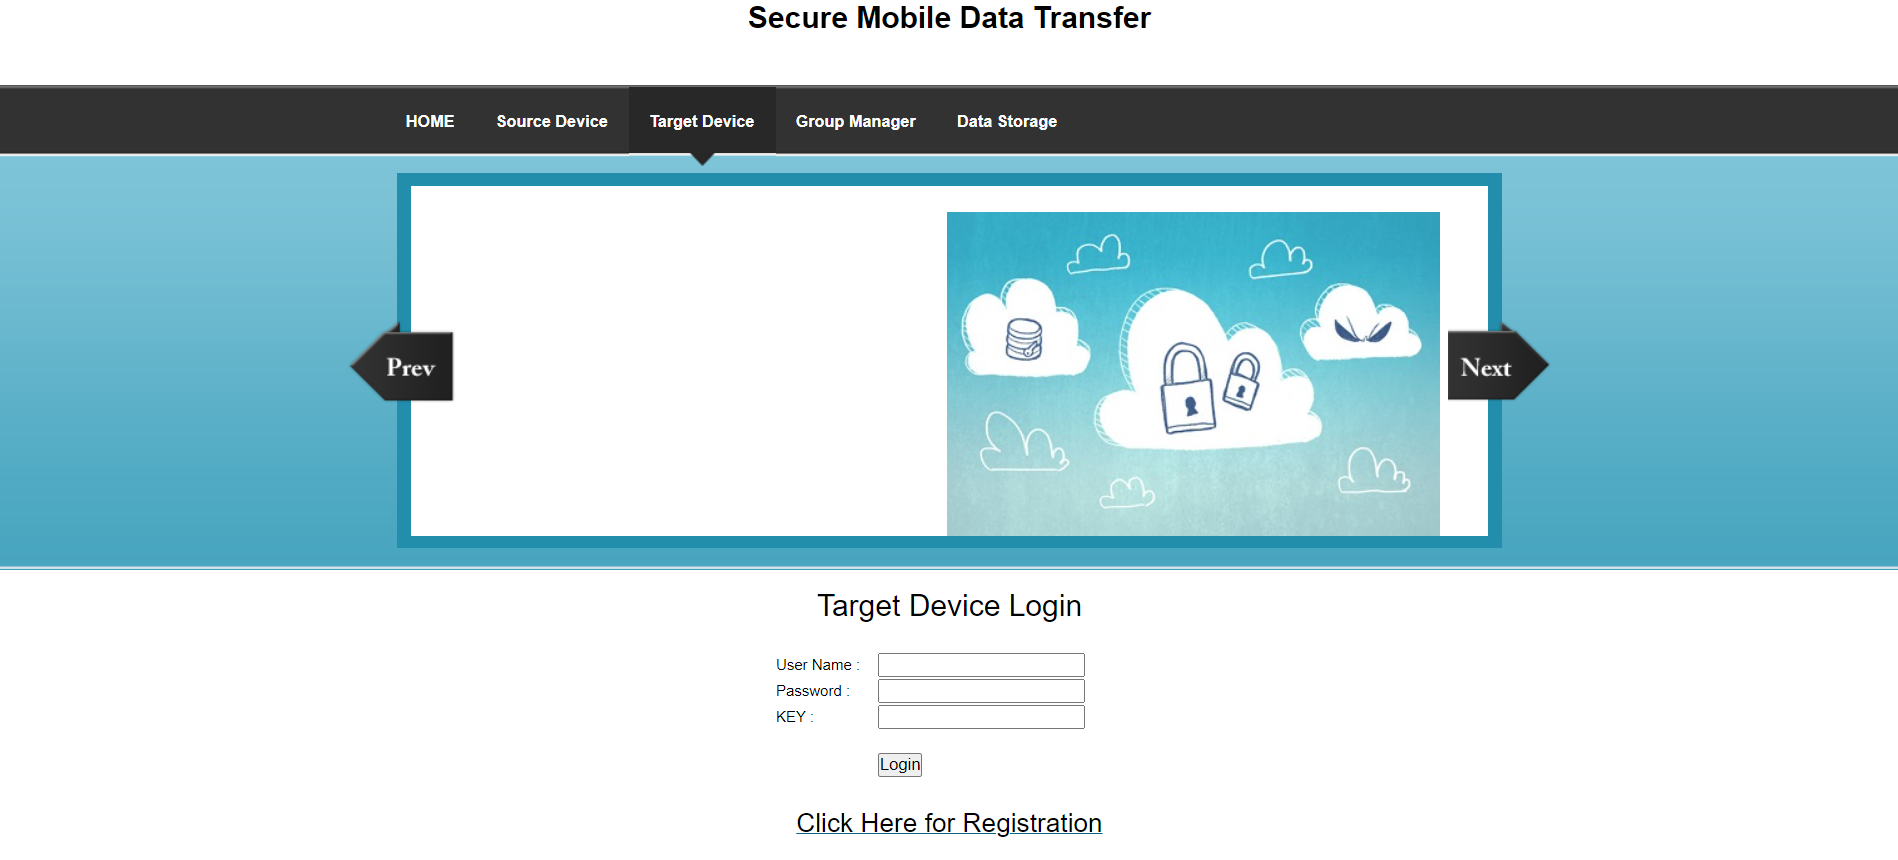 Secure Mobile Data Transfer
HOME Source Device Target Device Group Manager Data Storage
Prev
Next
Target Device Login
User Name :
Password :
KEY :
Login
Click Here for Registration